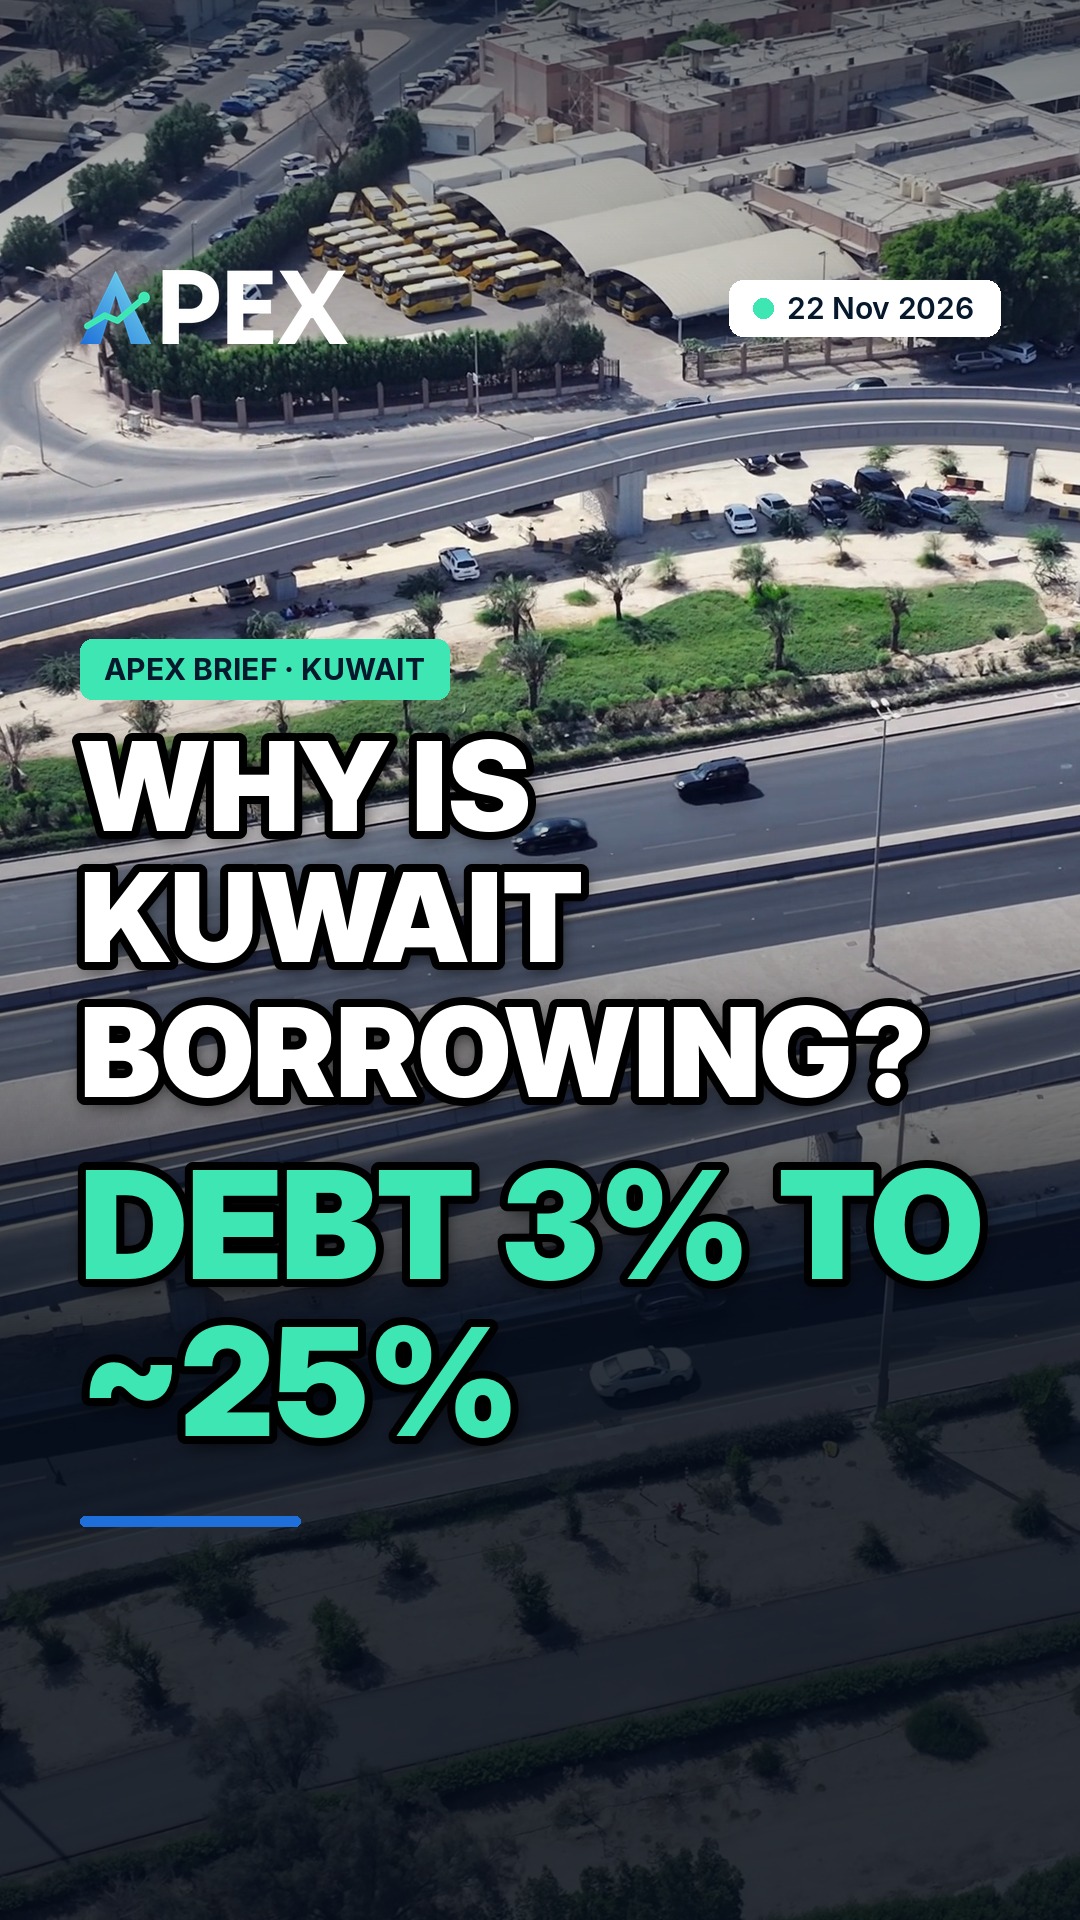 APEX
22 Nov 2026
APEX BRIEF · KUWAIT
WHY IS
KUWAIT
BORROWING?
DEBT 3% TO
~25%